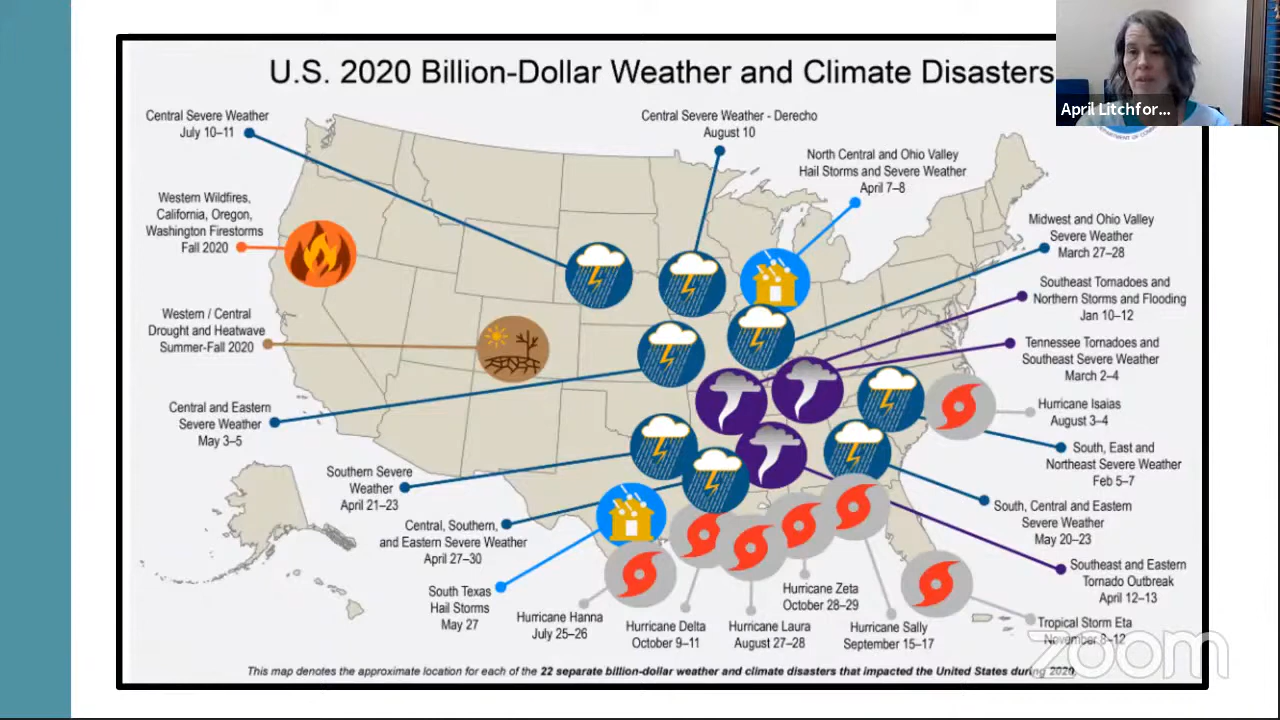 U.S. 2020 Billion-Dollar Weather and Climate Disasters
April Litchfor...
DEPARTMENT OF COM
Central Severe Weather
July 10–11
Central Severe Weather - Derecho
August 10
North Central and Ohio Valley
Hail Storms and Severe Weather
April 7–8
Western Wildfires,
California, Oregon,
Washington Firestorms
Fall 2020
Midwest and Ohio Valley
Severe Weather
March 27–28
Southeast Tornadoes and
Northern Storms and Flooding
Jan 10–12
Western / Central
Drought and Heatwave
Summer-Fall 2020
Tennessee Tornadoes and
Southeast Severe Weather
March 2–4
Central and Eastern
Severe Weather
May 3–5
Hurricane Isaias
August 3–4
South, East and
Northeast Severe Weather
Feb 5–7
Southern Severe
Weather
April 21–23
South, Central and Eastern
Severe Weather
May 20–23
Central, Southern,
and Eastern Severe Weather
April 27–30
Southeast and Eastern
Tornado Outbreak
April 12–13
South Texas
Hail Storms
May 27
Hurricane Hanna
July 25–26
Hurricane Delta
October 9–11
Hurricane Laura
August 27–28
Hurricane Zeta
October 28–29
Hurricane Sally
September 15–17
Tropical Storm Eta
November 8–12
zoom
This map denotes the approximate location for each of the 22 separate billion-dollar weather and climate disasters that impacted the United States during 2020.